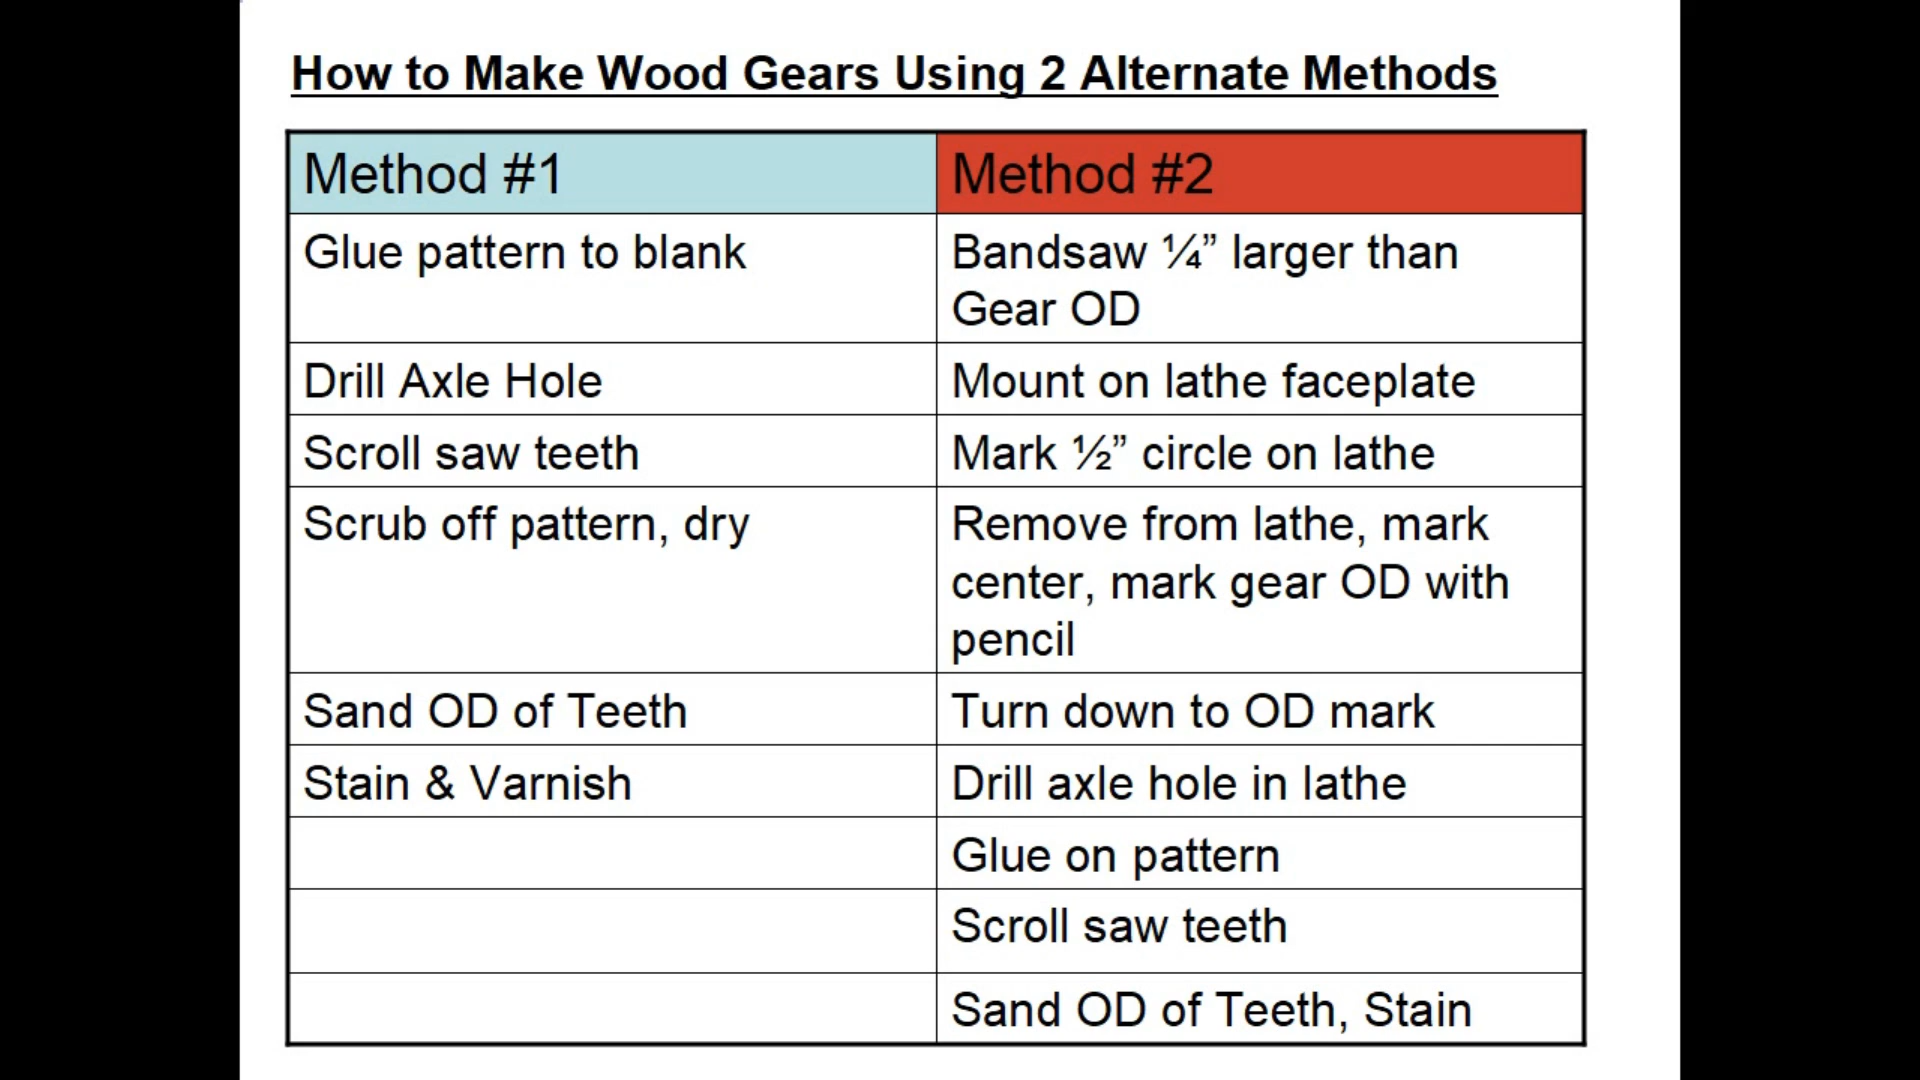 How to Make Wood Gears Using 2 Alternate Methods
Method #1
Method #2
Glue pattern to blank
Bandsaw ¼” larger than
Gear OD
Drill Axle Hole
Mount on lathe faceplate
Scroll saw teeth
Mark ½” circle on lathe
Scrub off pattern, dry
Remove from lathe, mark
center, mark gear OD with
pencil
Sand OD of Teeth
Turn down to OD mark
Stain & Varnish
Drill axle hole in lathe
Glue on pattern
Scroll saw teeth
Sand OD of Teeth, Stain